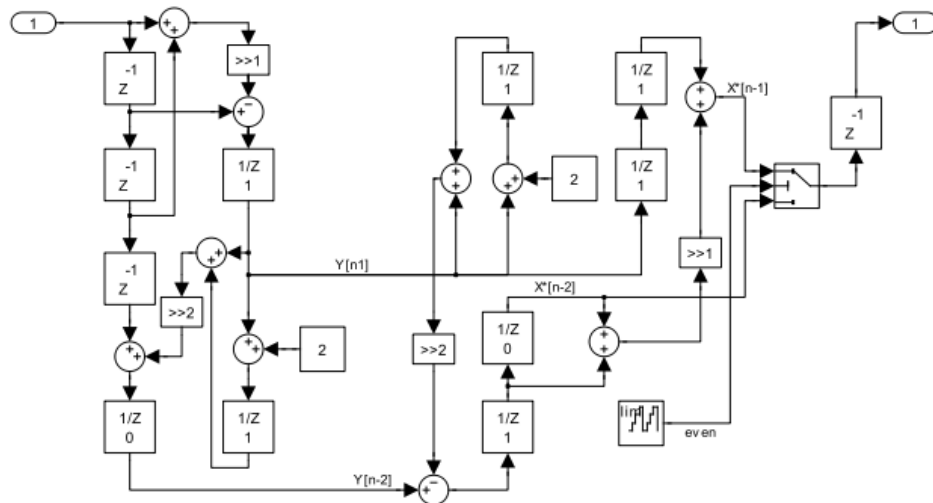 1
1
+
+
>>1
-1
Z
1/Z
1
1/Z
1
+
+
X*[n-1]
-1
Z
+
−
-1
Z
1/Z
1
+
+
+
+
2
1/Z
1
-1
Z
+
+
Y[n1]
>>1
>>2
X*[n-2]
+
+
+
+
2
>>2
1/Z
0
+
+
1/Z
0
1/Z
1
1/Z
1
even
Y[n-2]
+
−